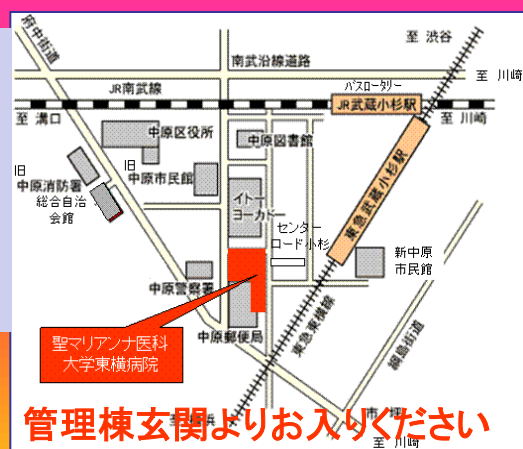 府中街道
至 渋谷
南武沿線道路
バスロータリー
至 川崎
JR南武線
JR武蔵小杉駅
至 溝口
至 川崎
中原区役所
中原図書館
旧
中原市民館
旧
中原消防署
総合自治
会館
イトー
ヨーカドー
東急武蔵小杉駅
センター
ロード小杉
新中原
市民館
中原警察署
中原郵便局
東急東横線
綱島街道
聖マリアンナ医科
大学東横病院
市ノ坪
管理棟玄関よりお入りください
至 川崎